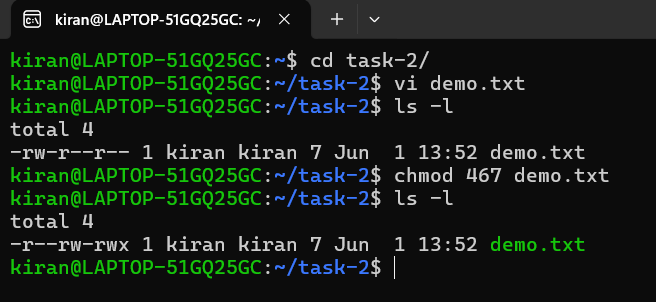 kiran@LAPTOP-51GQ25GC: ~/
kiran@LAPTOP-51GQ25GC:~$ cd task-2/
kiran@LAPTOP-51GQ25GC:~/task-2$ vi demo.txt
kiran@LAPTOP-51GQ25GC:~/task-2$ ls -l
total 4
-rw-r--r-- 1 kiran kiran 7 Jun  1 13:52 demo.txt
kiran@LAPTOP-51GQ25GC:~/task-2$ chmod 467 demo.txt
kiran@LAPTOP-51GQ25GC:~/task-2$ ls -l
total 4
-r--rw-rwx 1 kiran kiran 7 Jun  1 13:52 demo.txt
kiran@LAPTOP-51GQ25GC:~/task-2$